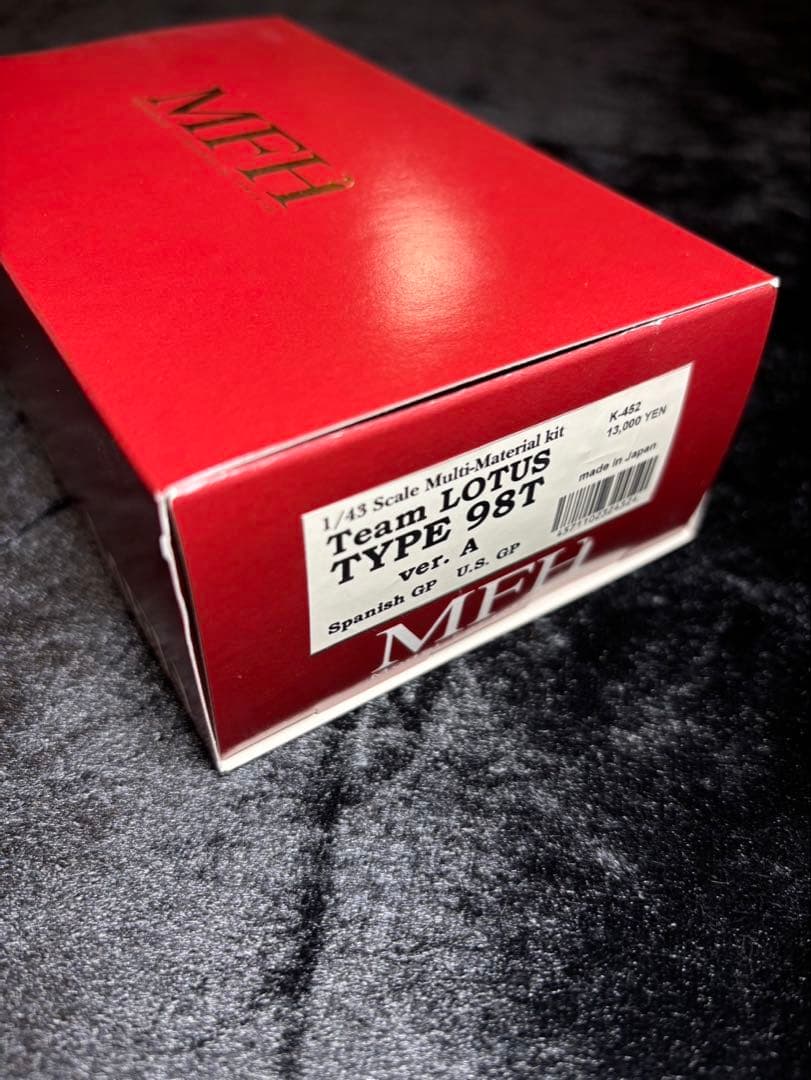 MFH
1/43 Scale Multi-Material kit
K-452
13,000 YEN
Team LOTUS
TYPE 98T
made in Japan
ver. A
Spanish GP U.S. GP
MFH